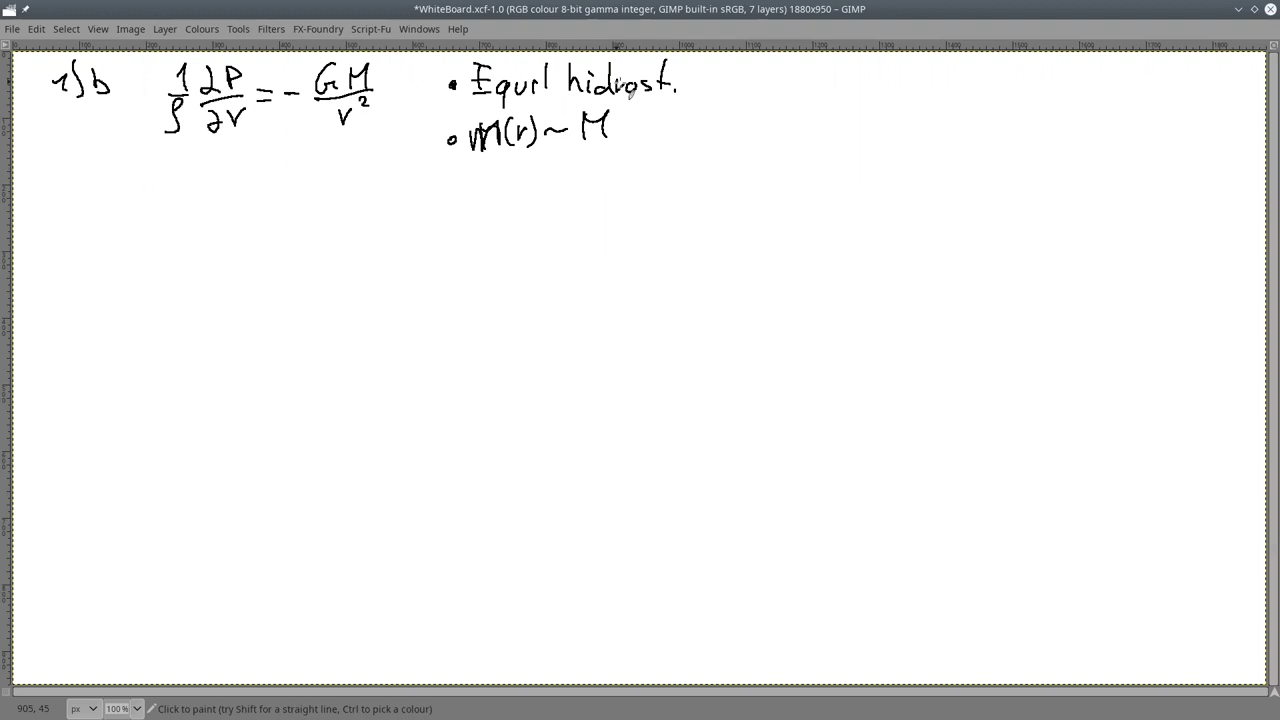 *WhiteBoard.xcf-1.0 (RGB colour 8-bit gamma integer, GIMP built-in sRGB, 7 layers) 1880x950 – GIMP
File Edit Select View Image Layer Colours Tools Filters FX-Foundry Script-Fu Windows Help
1)b 1/ρ ∂P/∂r = - GM/r² • Equil hidrost.
• m(r) ~ M
905, 45 px 100% Click to paint (try Shift for a straight line, Ctrl to pick a colour)